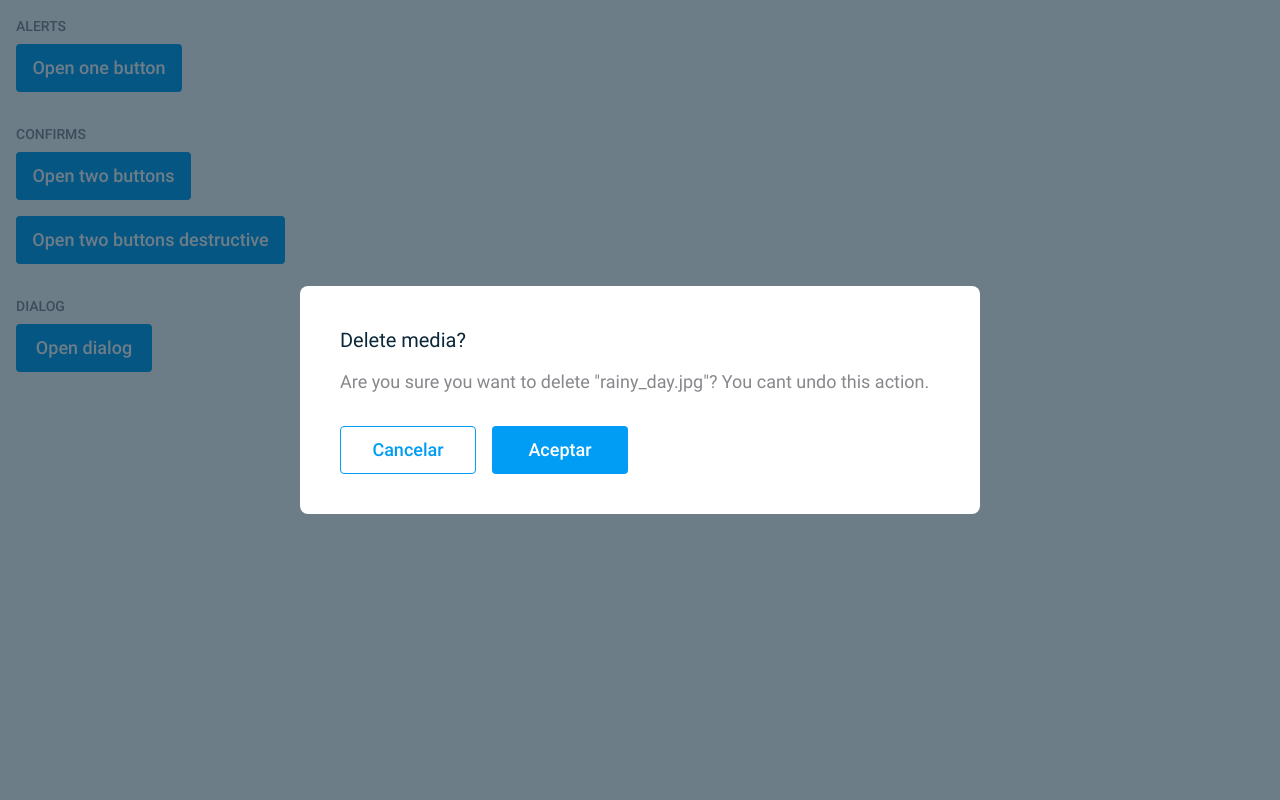 ALERTS
Open one button
CONFIRMS
Open two buttons
Open two buttons destructive
DIALOG
Open dialog
Delete media?
Are you sure you want to delete "rainy_day.jpg"? You cant undo this action.
Cancelar
Aceptar